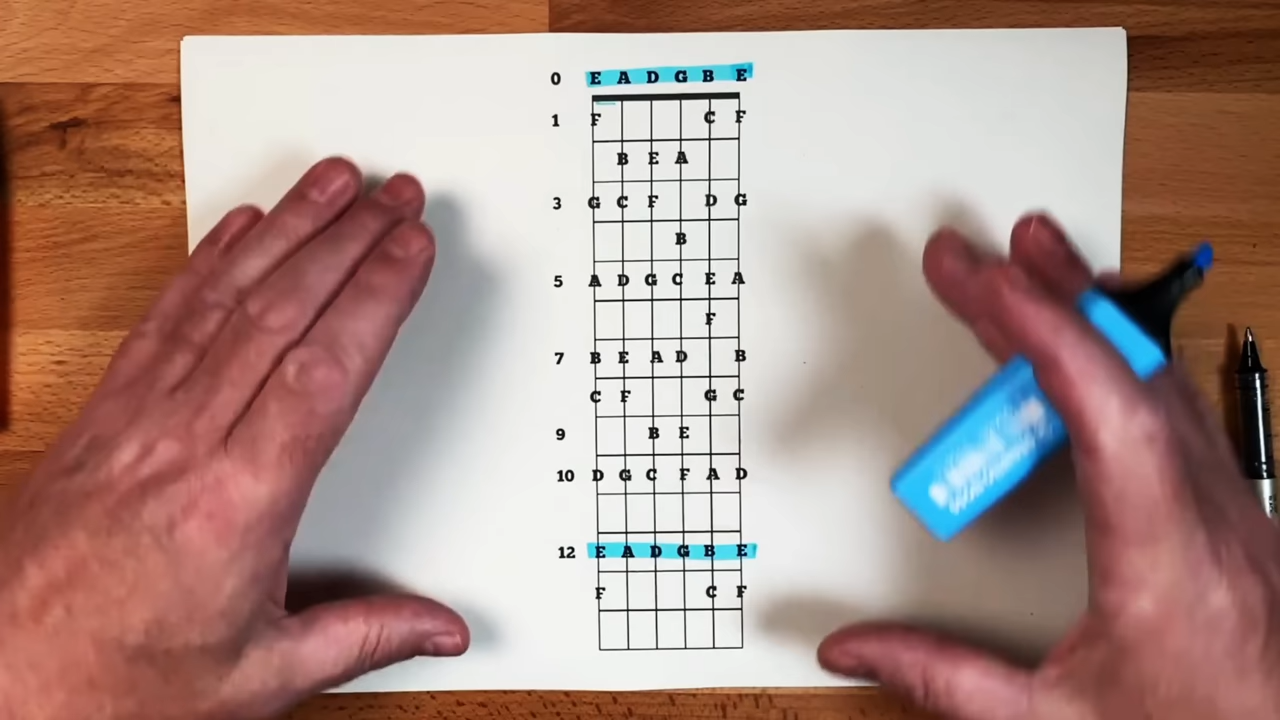 0 E A D G B E
1 F C F
B E A
3 G C F D G
B
5 A D G C E A
F
7 B E A D B
C F G C
9 B E
10 D G C F A D
12 E A D G B E
F C F